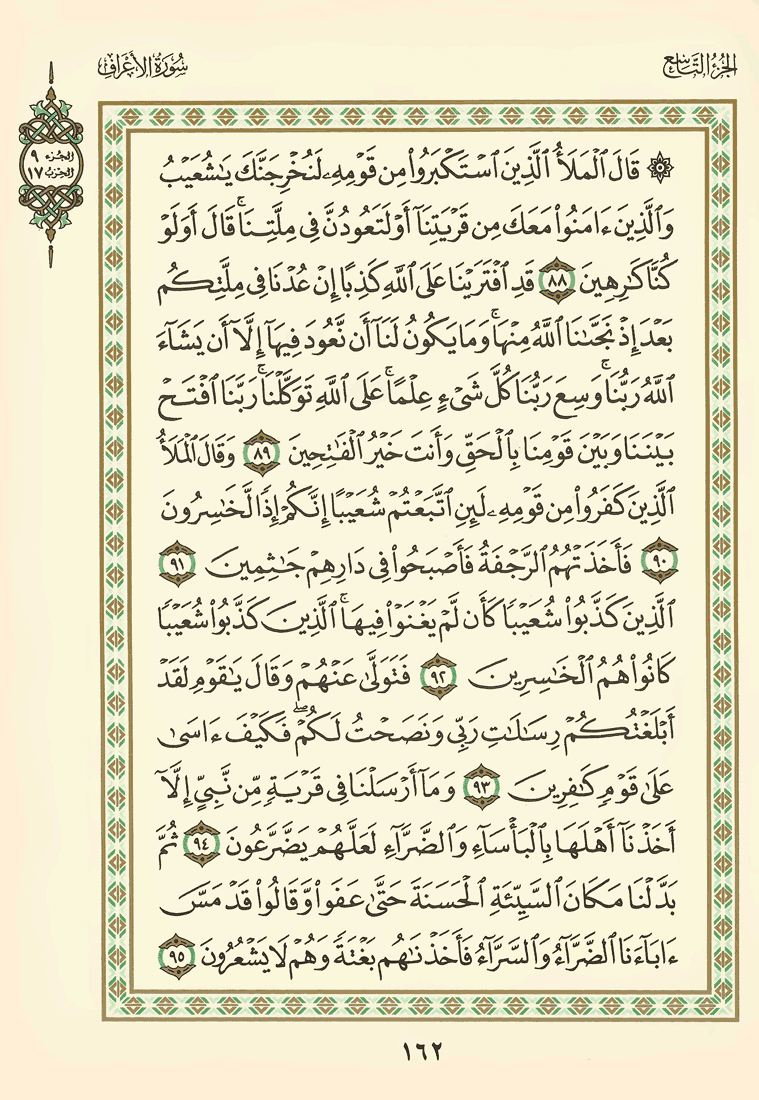 الجزء التاسع
سورة الأعراف
الجزء ٩
الحزب ١٧
۞ قَالَ ٱلْمَلَأُ ٱلَّذِينَ ٱسْتَكْبَرُوا۟ مِن قَوْمِهِۦ لَنُخْرِجَنَّكَ يَـٰشُعَيْبُ
وَٱلَّذِينَ ءَامَنُوا۟ مَعَكَ مِن قَرْيَتِنَآ أَوْ لَتَعُودُنَّ فِى مِلَّتِنَا ۚ قَالَ أَوَلَوْ
كُنَّا كَـٰرِهِينَ ٨٨ قَدِ ٱفْتَرَيْنَا عَلَى ٱللَّهِ كَذِبًا إِنْ عُدْنَا فِى مِلَّتِكُم
بَعْدَ إِذْ نَجَّىٰنَا ٱللَّهُ مِنْهَا ۚ وَمَا يَكُونُ لَنَآ أَن نَّعُودَ فِيهَآ إِلَّآ أَن يَشَآءَ
ٱللَّهُ رَبُّنَا ۚ وَسِعَ رَبُّنَا كُلَّ شَىْءٍ عِلْمًا ۚ عَلَى ٱللَّهِ تَوَكَّلْنَا ۚ رَبَّنَا ٱفْتَحْ
بَيْنَنَا وَبَيْنَ قَوْمِنَا بِٱلْحَقِّ وَأَنتَ خَيْرُ ٱلْفَـٰتِحِينَ ٨٩ وَقَالَ ٱلْمَلَأُ
ٱلَّذِينَ كَفَرُوا۟ مِن قَوْمِهِۦ لَئِنِ ٱتَّبَعْتُمْ شُعَيْبًا إِنَّكُمْ إِذًا لَّخَـٰسِرُونَ
٩٠ فَأَخَذَتْهُمُ ٱلرَّجْفَةُ فَأَصْبَحُوا۟ فِى دَارِهِمْ جَـٰثِمِينَ ٩١
ٱلَّذِينَ كَذَّبُوا۟ شُعَيْبًا كَأَن لَّمْ يَغْنَوْا۟ فِيهَا ۚ ٱلَّذِينَ كَذَّبُوا۟ شُعَيْبًا
كَانُوا۟ هُمُ ٱلْخَـٰسِرِينَ ٩٢ فَتَوَلَّىٰ عَنْهُمْ وَقَالَ يَـٰقَوْمِ لَقَدْ
أَبْلَغْتُكُمْ رِسَـٰلَـٰتِ رَبِّى وَنَصَحْتُ لَكُمْ ۖ فَكَيْفَ ءَاسَىٰ
عَلَىٰ قَوْمٍ كَـٰفِرِينَ ٩٣ وَمَآ أَرْسَلْنَا فِى قَرْيَةٍ مِّن نَّبِىٍّ إِلَّآ
أَخَذْنَآ أَهْلَهَا بِٱلْبَأْسَآءِ وَٱلضَّرَّآءِ لَعَلَّهُمْ يَضَّرَّعُونَ ٩٤ ثُمَّ
بَدَّلْنَا مَكَانَ ٱلسَّيِّئَةِ ٱلْحَسَنَةَ حَتَّىٰ عَفَوا۟ وَّقَالُوا۟ قَدْ مَسَّ
ءَابَآءَنَا ٱلضَّرَّآءُ وَٱلسَّرَّآءُ فَأَخَذْنَـٰهُم بَغْتَةً وَهُمْ لَا يَشْعُرُونَ ٩٥
١٦٢